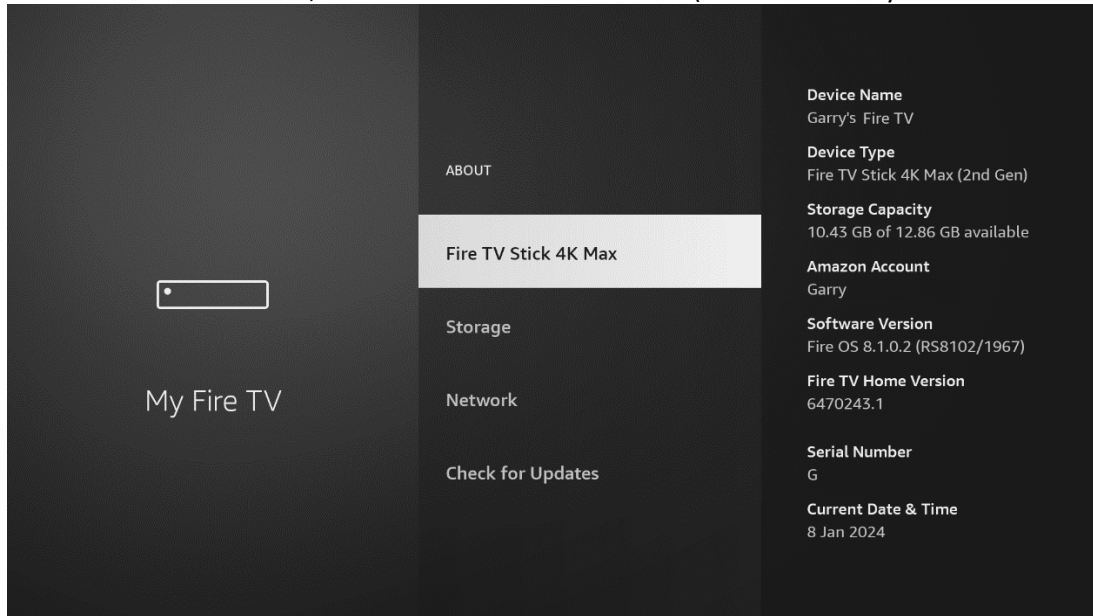 My Fire TV
ABOUT
Fire TV Stick 4K Max
Storage
Network
Check for Updates
Device Name
Garry's Fire TV
Device Type
Fire TV Stick 4K Max (2nd Gen)
Storage Capacity
10.43 GB of 12.86 GB available
Amazon Account
Garry
Software Version
Fire OS 8.1.0.2 (RS8102/1967)
Fire TV Home Version
6470243.1
Serial Number
G
Current Date & Time
8 Jan 2024